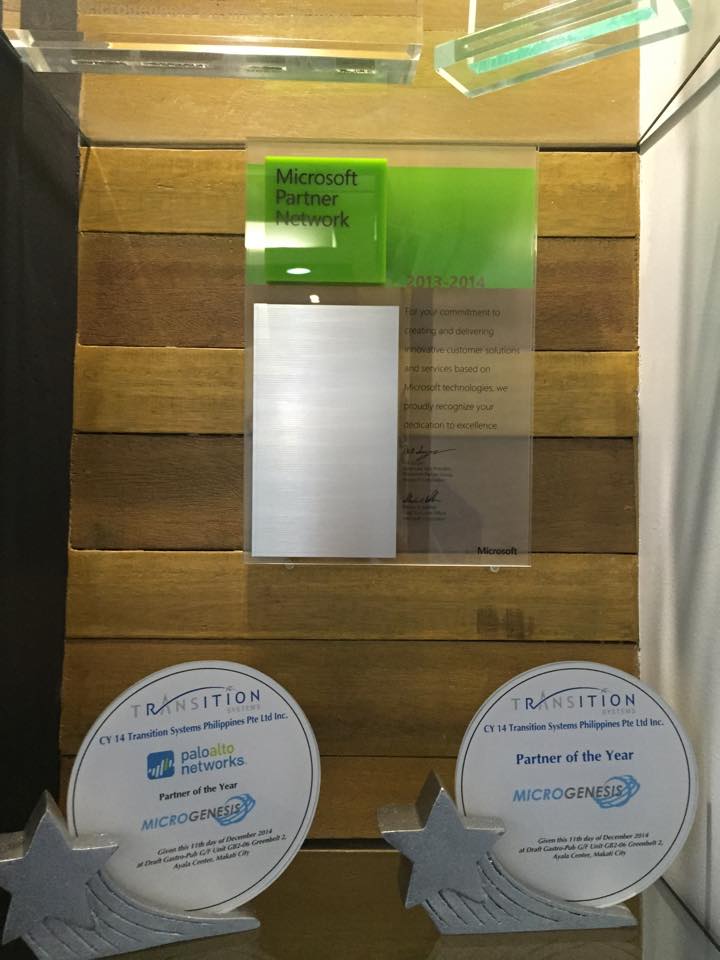 Microgenesis
Microsoft
Partner
Network
2013-2014
For your commitment to
creating and delivering
innovative customer solutions
and services based on
Microsoft technologies, we
proudly recognize your
dedication to excellence.
Microsoft
TRANSITION
SYSTEMS
CY 14 Transition Systems Philippines Pte Ltd Inc.
paloalto
networks
Partner of the Year
MICROGENESIS
Given this 11th day of December 2014
at Draft Gastro-Pub G/F Unit GB2-06 Greenbelt 2,
Ayala Center, Makati City
TRANSITION
SYSTEMS
CY 14 Transition Systems Philippines Pte Ltd Inc.
Partner of the Year
MICROGENESIS
Given this 11th day of December 2014
at Draft Gastro-Pub G/F Unit GB2-06 Greenbelt 2,
Ayala Center, Makati City